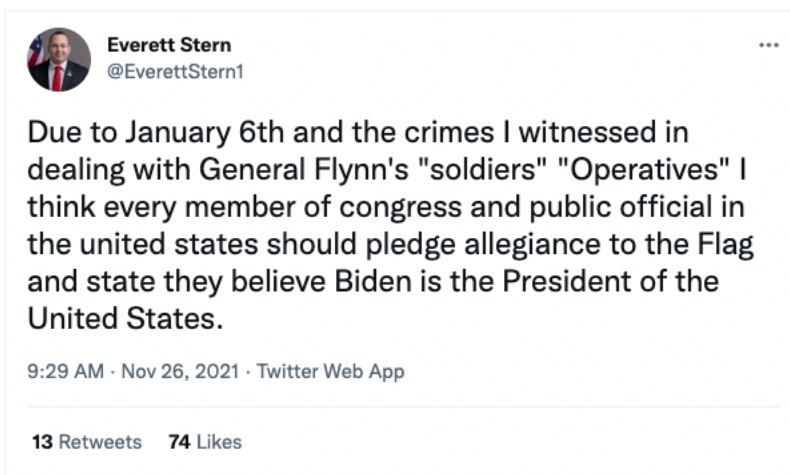 Everett Stern
@EverettStern1
Due to January 6th and the crimes I witnessed in
dealing with General Flynn's "soldiers" "Operatives" I
think every member of congress and public official in
the united states should pledge allegiance to the Flag
and state they believe Biden is the President of the
United States.
9:29 AM · Nov 26, 2021 · Twitter Web App
13 Retweets 74 Likes